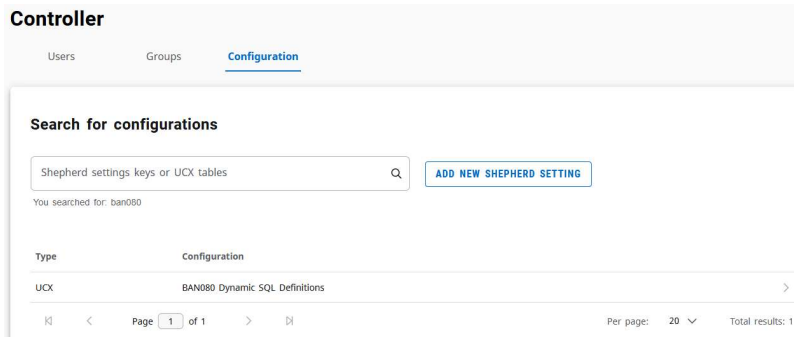 Controller
Users Groups Configuration
Search for configurations
Shepherd settings keys or UCX tables ADD NEW SHEPHERD SETTING
You searched for: ban080
Type Configuration
UCX BAN080 Dynamic SQL Definitions
Page 1 of 1 Per page: 20 Total results: 1